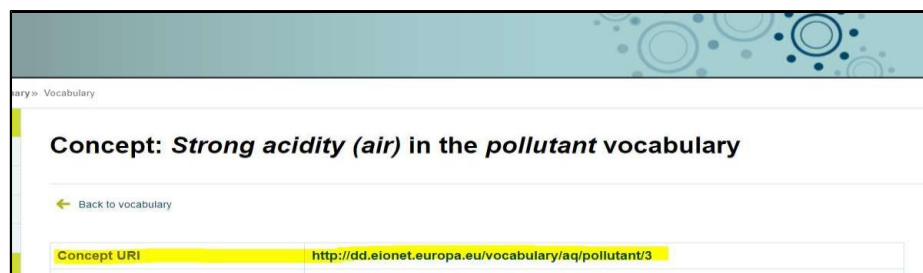 ary» Vocabulary
Concept: Strong acidity (air) in the pollutant vocabulary
Back to vocabulary
Concept URI http://dd.eionet.europa.eu/vocabulary/aq/pollutant/3